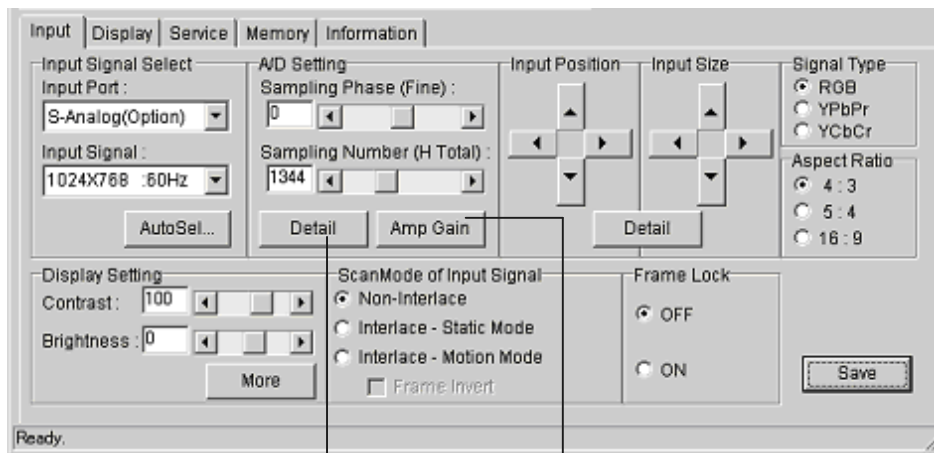 Input Display Service Memory Information
Input Signal Select
Input Port :
S-Analog(Option)
Input Signal :
1024X768 :60Hz
AutoSel...
A/D Setting
Sampling Phase (Fine) :
0
Sampling Number (H Total) :
1344
Detail Amp Gain
Input Position
Input Size
Detail
Signal Type
RGB
YPbPr
YCbCr
Aspect Ratio
4 : 3
5 : 4
16 : 9
Display Setting
Contrast : 100
Brightness : 0
More
ScanMode of Input Signal
Non-Interlace
Interlace - Static Mode
Interlace - Motion Mode
Frame Invert
Frame Lock
OFF
ON
Save
Ready.